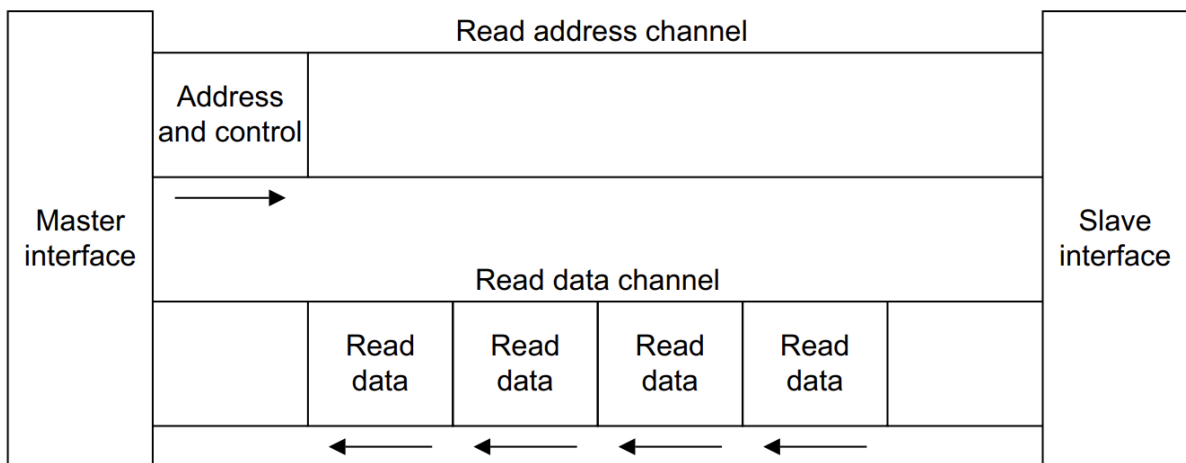 Read address channel
Address
and control
Master
interface
Slave
interface
Read data channel
Read
data
Read
data
Read
data
Read
data